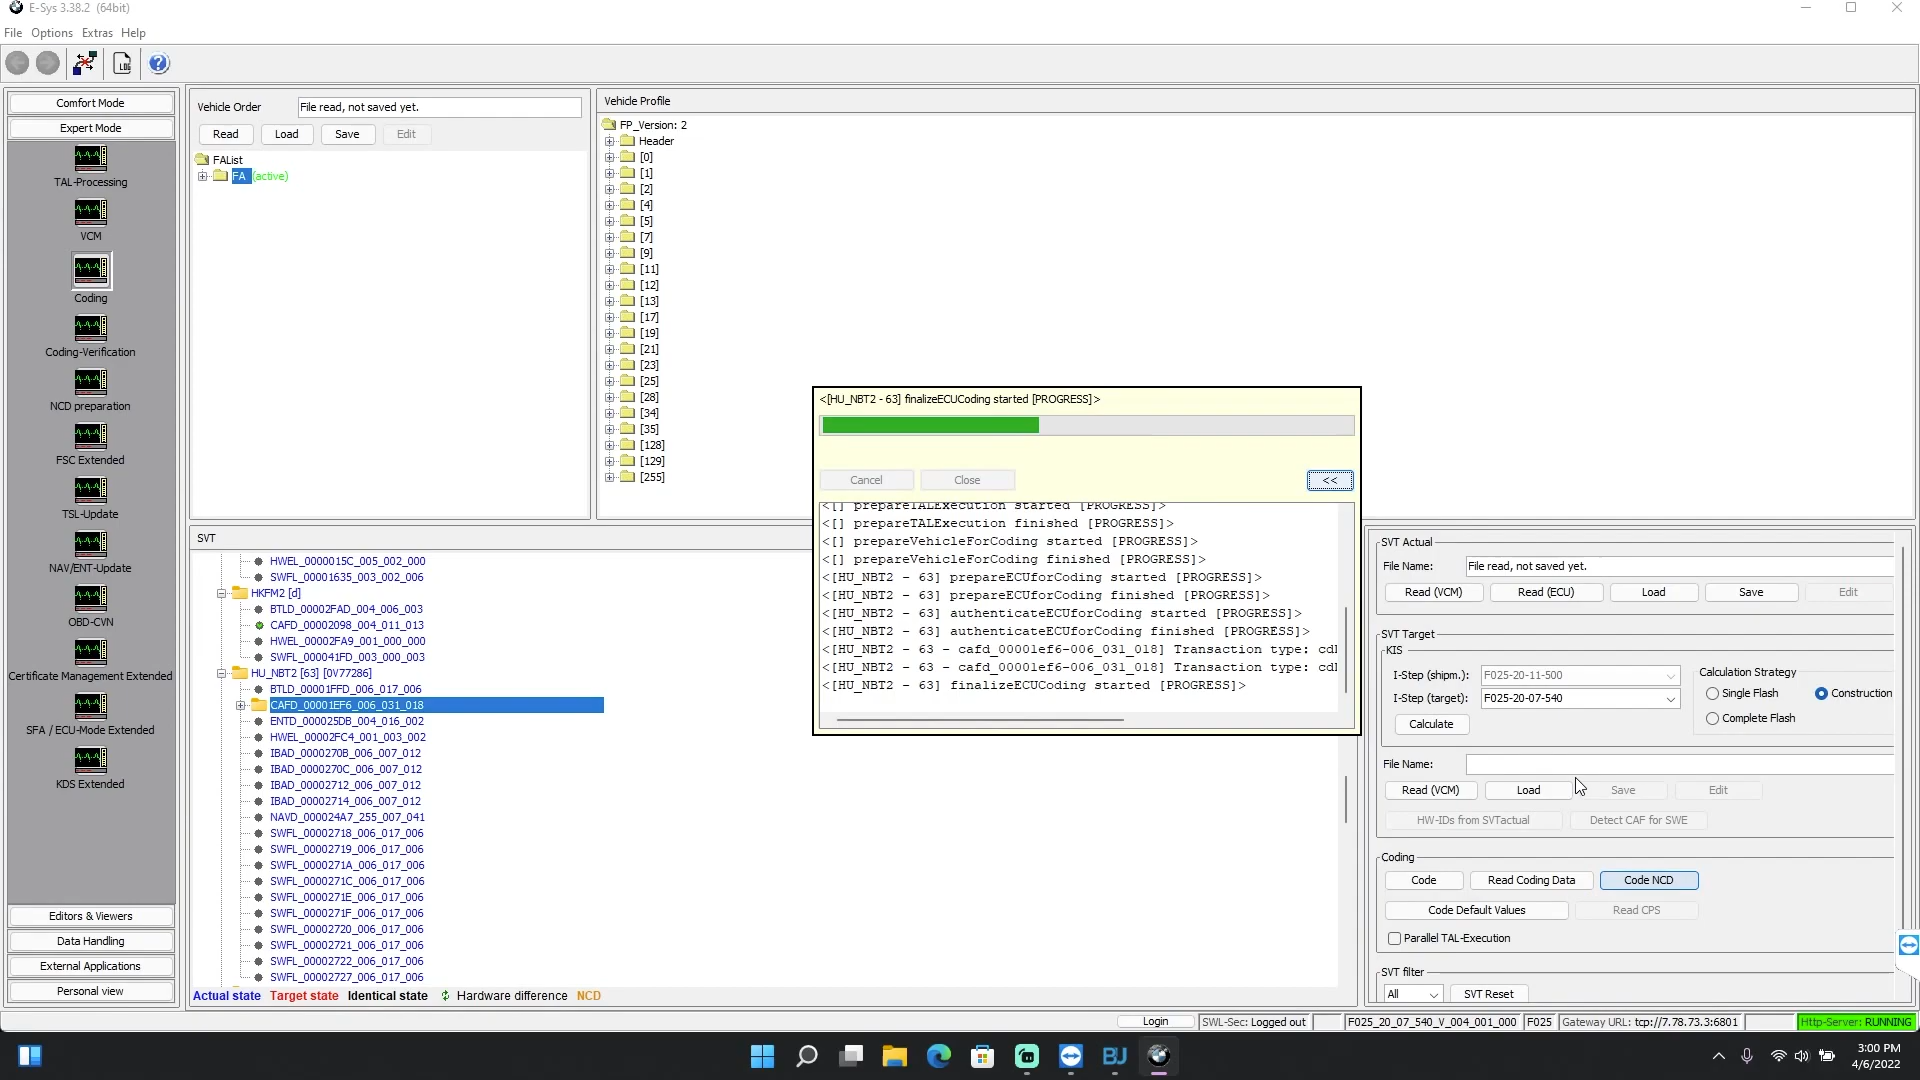 E-Sys 3.38.2 (64bit)
File Options Extras Help
Comfort Mode
Expert Mode
TAL-Processing
VCM
Coding
Coding-Verification
NCD preparation
FSC Extended
TSL-Update
NAV/ENT-Update
OBD-CVN
Certificate Management Extended
SFA / ECU-Mode Extended
KDS Extended
Editors & Viewers
Data Handling
External Applications
Personal view
Vehicle Order File read, not saved yet.
Read Load Save Edit
FAList
FA (active)
Vehicle Profile
FP_Version: 2
Header
[0]
[1]
[2]
[4]
[5]
[7]
[9]
[11]
[12]
[13]
[17]
[19]
[21]
[23]
[25]
[28]
[34]
[35]
[128]
[129]
[255]
<[HU_NBT2 - 63] finalizeECUCoding started [PROGRESS]>
Cancel Close <<
<[] prepareTALExecution started [PROGRESS]>
<[] prepareTALExecution finished [PROGRESS]>
<[] prepareVehicleForCoding started [PROGRESS]>
<[] prepareVehicleForCoding finished [PROGRESS]>
<[HU_NBT2 - 63] prepareECUforCoding started [PROGRESS]>
<[HU_NBT2 - 63] prepareECUforCoding finished [PROGRESS]>
<[HU_NBT2 - 63] authenticateECUforCoding started [PROGRESS]>
<[HU_NBT2 - 63] authenticateECUforCoding finished [PROGRESS]>
<[HU_NBT2 - 63 - cafd_00001ef6-006_031_018] Transaction type: cd
<[HU_NBT2 - 63 - cafd_00001ef6-006_031_018] Transaction type: cd
<[HU_NBT2 - 63] finalizeECUCoding started [PROGRESS]>
SVT
HWEL_0000015C_005_002_000
SWFL_00001635_003_002_006
HKFM2 [d]
BTLD_00002FAD_004_006_003
CAFD_00002098_004_011_013
HWEL_00002FA9_001_000_000
SWFL_000041FD_003_000_003
HU_NBT2 [63] [0V77286]
BTLD_00001FFD_006_017_006
CAFD_00001EF6_006_031_018
ENTD_000025DB_004_016_002
HWEL_00002FC4_001_003_002
IBAD_0000270B_006_007_012
IBAD_0000270C_006_007_012
IBAD_00002712_006_007_012
IBAD_00002714_006_007_012
NAVD_000024A7_255_007_041
SWFL_00002718_006_017_006
SWFL_00002719_006_017_006
SWFL_0000271A_006_017_006
SWFL_0000271C_006_017_006
SWFL_0000271E_006_017_006
SWFL_0000271F_006_017_006
SWFL_00002720_006_017_006
SWFL_00002721_006_017_006
SWFL_00002722_006_017_006
SWFL_00002727_006_017_006
Actual state Target state Identical state Hardware difference NCD
SVT Actual
File Name: File read, not saved yet.
Read (VCM) Read (ECU) Load Save Edit
SVT Target
KIS
I-Step (shipm.): F025-20-11-500
I-Step (target): F025-20-07-540
Calculate
Calculation Strategy
Single Flash Construction
Complete Flash
File Name:
Read (VCM) Load Save Edit
HW-IDs from SVTactual Detect CAF for SWE
Coding
Code Read Coding Data Code NCD
Code Default Values Read CPS
Parallel TAL-Execution
SVT filter
All SVT Reset
Login SWL-Sec: Logged out F025_20_07_540_V_004_001_000 F025 Gateway URL: tcp://7.78.73.3:6801 Http-Server: RUNNING
3:00 PM
4/6/2022